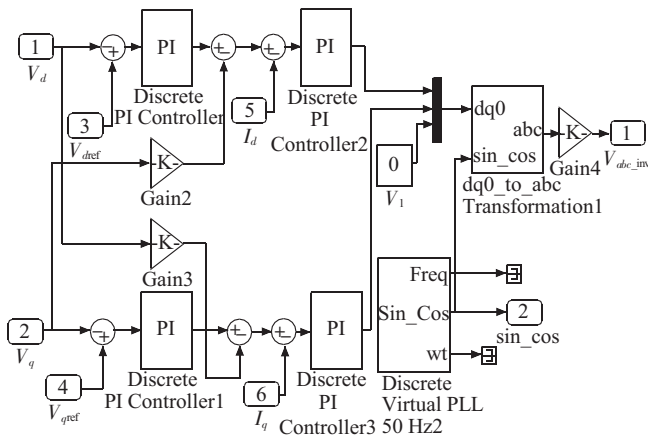 1
V_d
3
V_dref
PI
Discrete
PI Controller
5
I_d
PI
Discrete
PI
Controller2
-K-
Gain2
-K-
Gain3
0
V_1
dq0
abc
sin_cos
dq0_to_abc
Transformation1
-K-
Gain4
1
V_abc_inv
2
V_q
4
V_qref
PI
Discrete
PI Controller1
6
I_q
PI
Discrete
PI
Controller3
Freq
Sin_Cos
wt
Discrete
Virtual PLL
50 Hz2
2
sin_cos